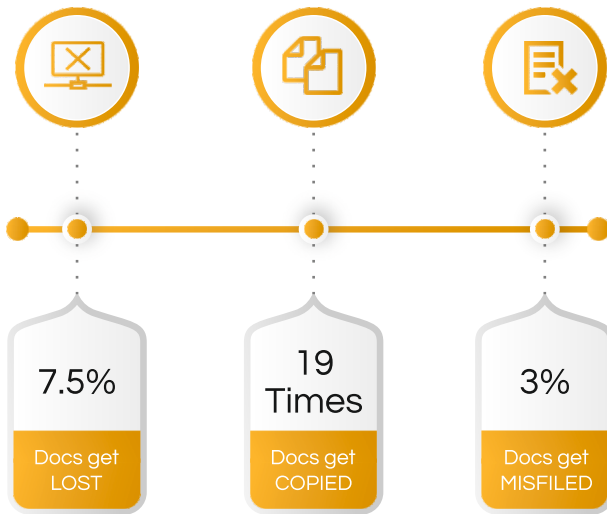 7.5%
Docs get
LOST
19
Times
Docs get
COPIED
3%
Docs get
MISFILED